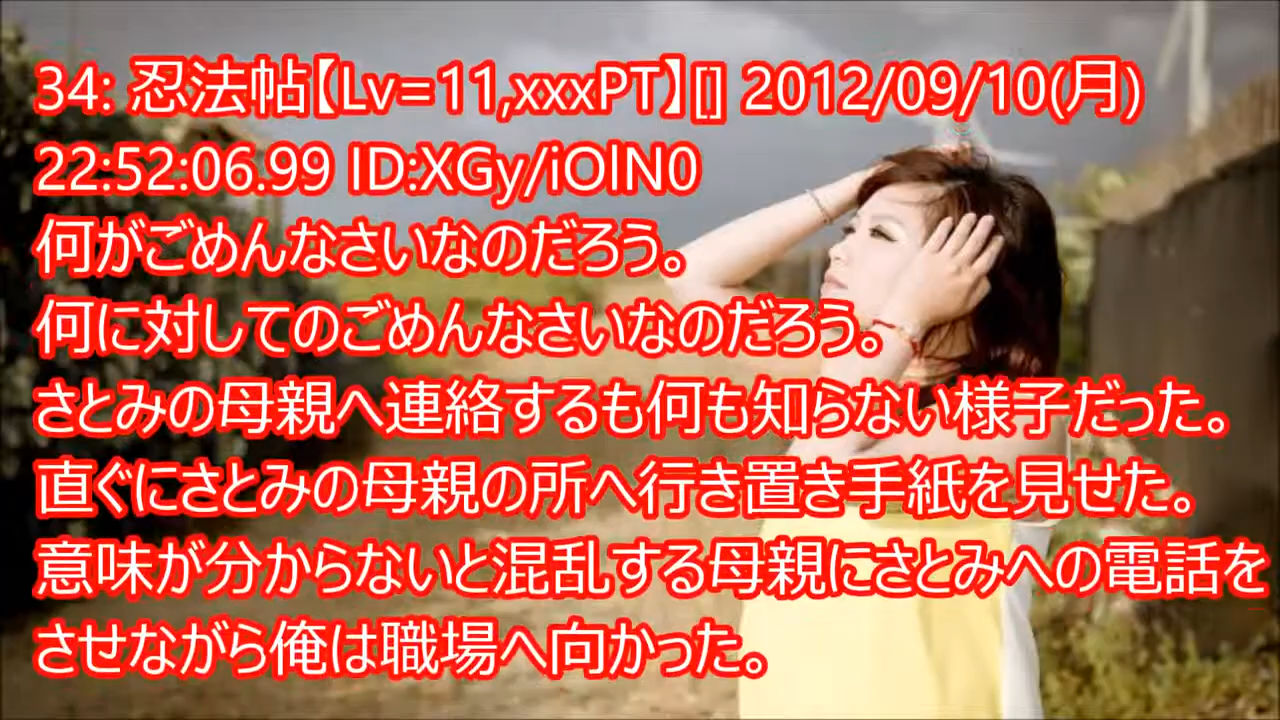 34: 忍法帖【Lv=11,xxxPT】[] 2012/09/10(月)
22:52:06.99 ID:XGy/iOlN0
何がごめんなさいなのだろう。
何に対してのごめんなさいなのだろう。
さとみの母親へ連絡するも何も知らない様子だった。
直ぐにさとみの母親の所へ行き置き手紙を見せた。
意味が分からないと混乱する母親にさとみへの電話を
させながら俺は職場へ向かった。